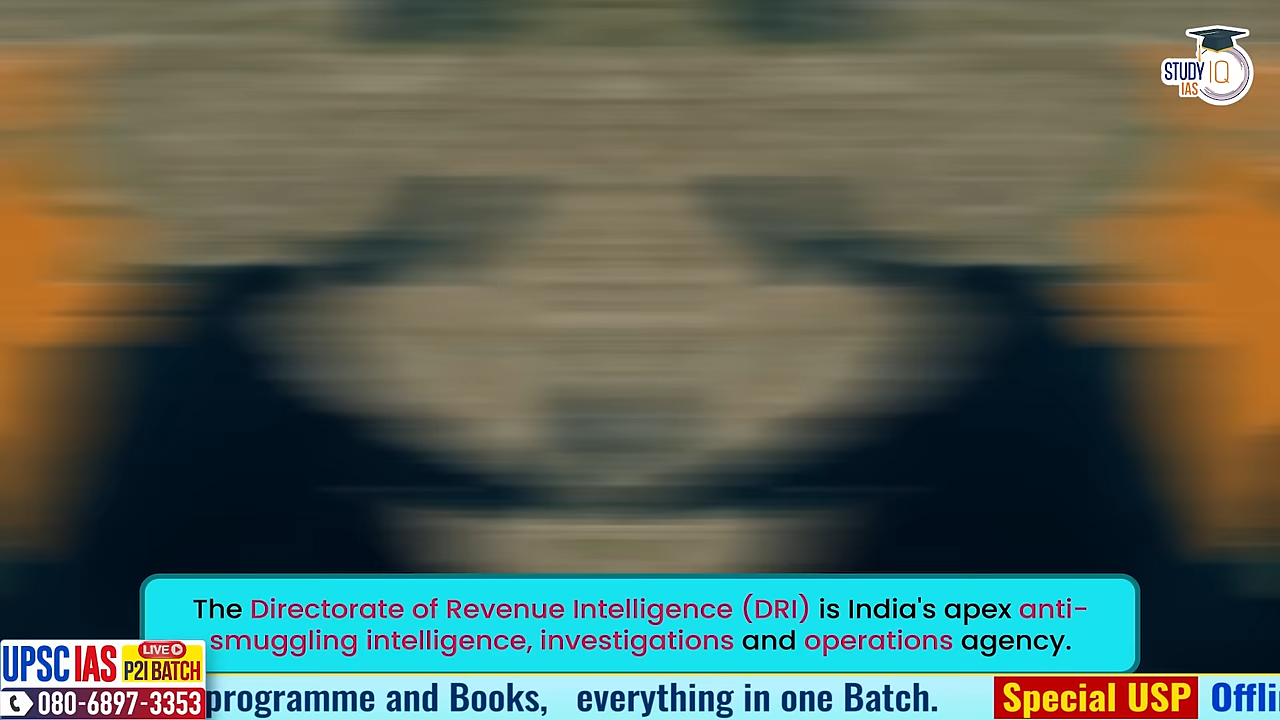 STUDY IQ
IAS
The Directorate of Revenue Intelligence (DRI) is India's apex anti-
smuggling intelligence, investigations and operations agency.
UPSC IAS LIVE P2I BATCH
080-6897-3353
programme and Books, everything in one Batch. Special USP Offli